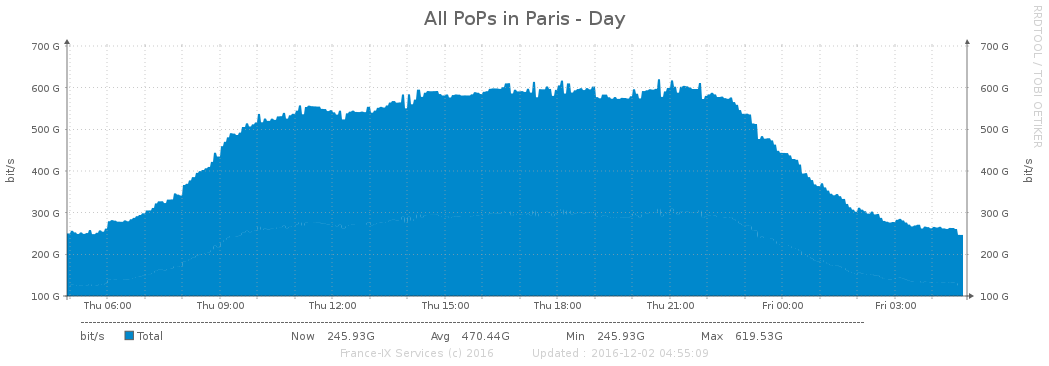 All PoPs in Paris - Day
RRDTOOL / TOBI OETIKER
700 G 700 G
600 G 600 G
500 G 500 G
400 G 400 G
300 G 300 G
200 G 200 G
100 G 100 G
bit/s bit/s
Thu 06:00 Thu 09:00 Thu 12:00 Thu 15:00 Thu 18:00 Thu 21:00 Fri 00:00 Fri 03:00
bit/s Total Now 245.93G Avg 470.44G Min 245.93G Max 619.53G
France-IX Services (c) 2016 Updated : 2016-12-02 04:55:09